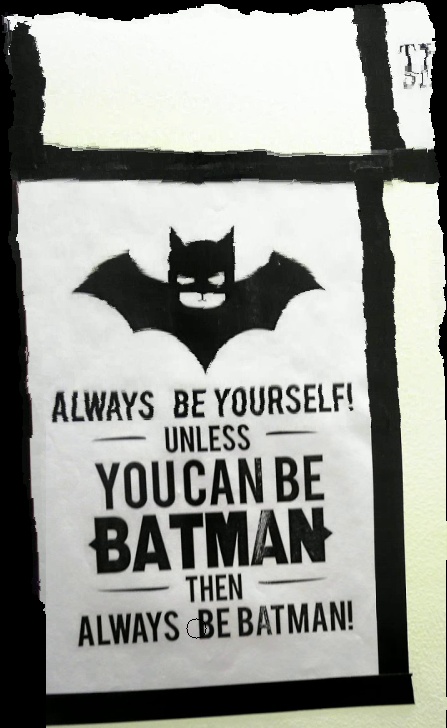 ALWAYS BE YOURSELF!
UNLESS
YOU CAN BE
BATMAN
THEN
ALWAYS BE BATMAN!